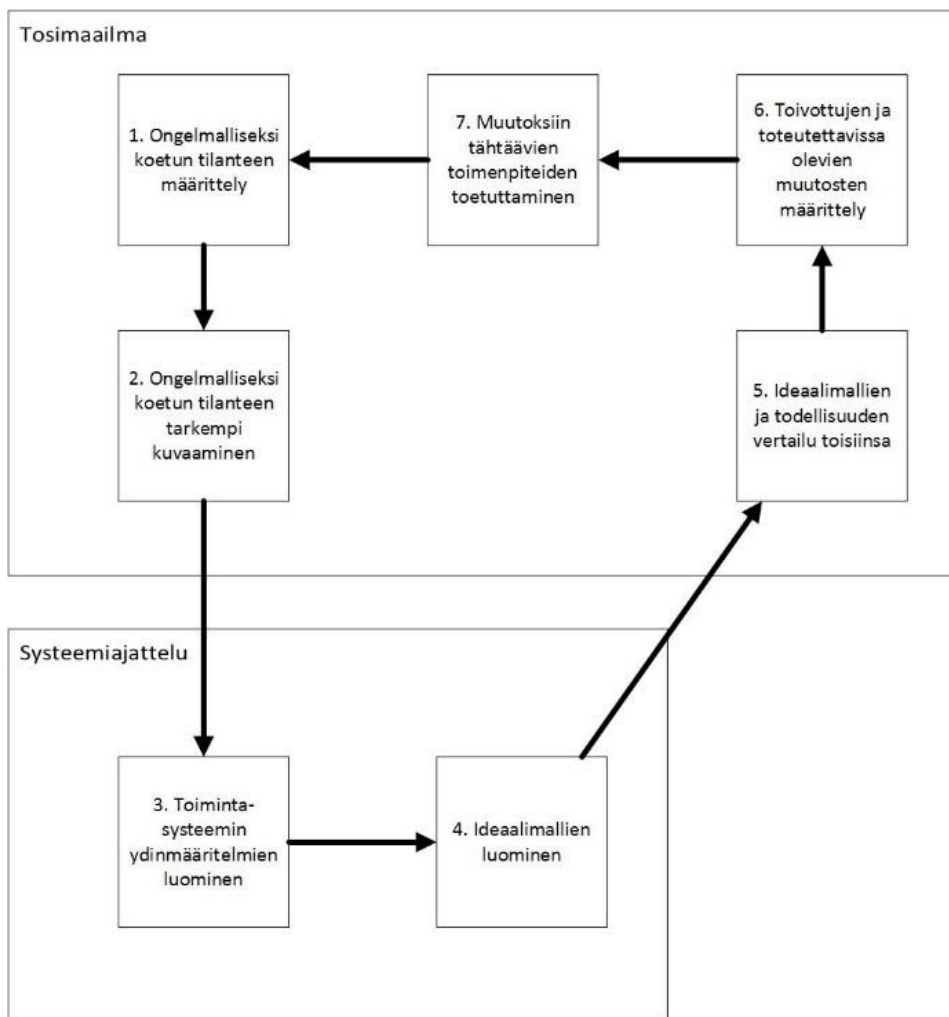 Tosimaailma
1. Ongelmalliseksi
koetun tilanteen
määrittely
7. Muutoksiin
tähtäävien
toimenpiteiden
toetuttaminen
6. Toivottujen ja
toteutettavissa
olevien
muutosten
määrittely
2. Ongelmalliseksi
koetun tilanteen
tarkempi
kuvaaminen
5. Ideaalimallien
ja todellisuuden
vertailu toisiinsa
Systeemiajattelu
3. Toiminta-
systeemin
ydinmääritelmien
luominen
4. Ideaalimallien
luominen